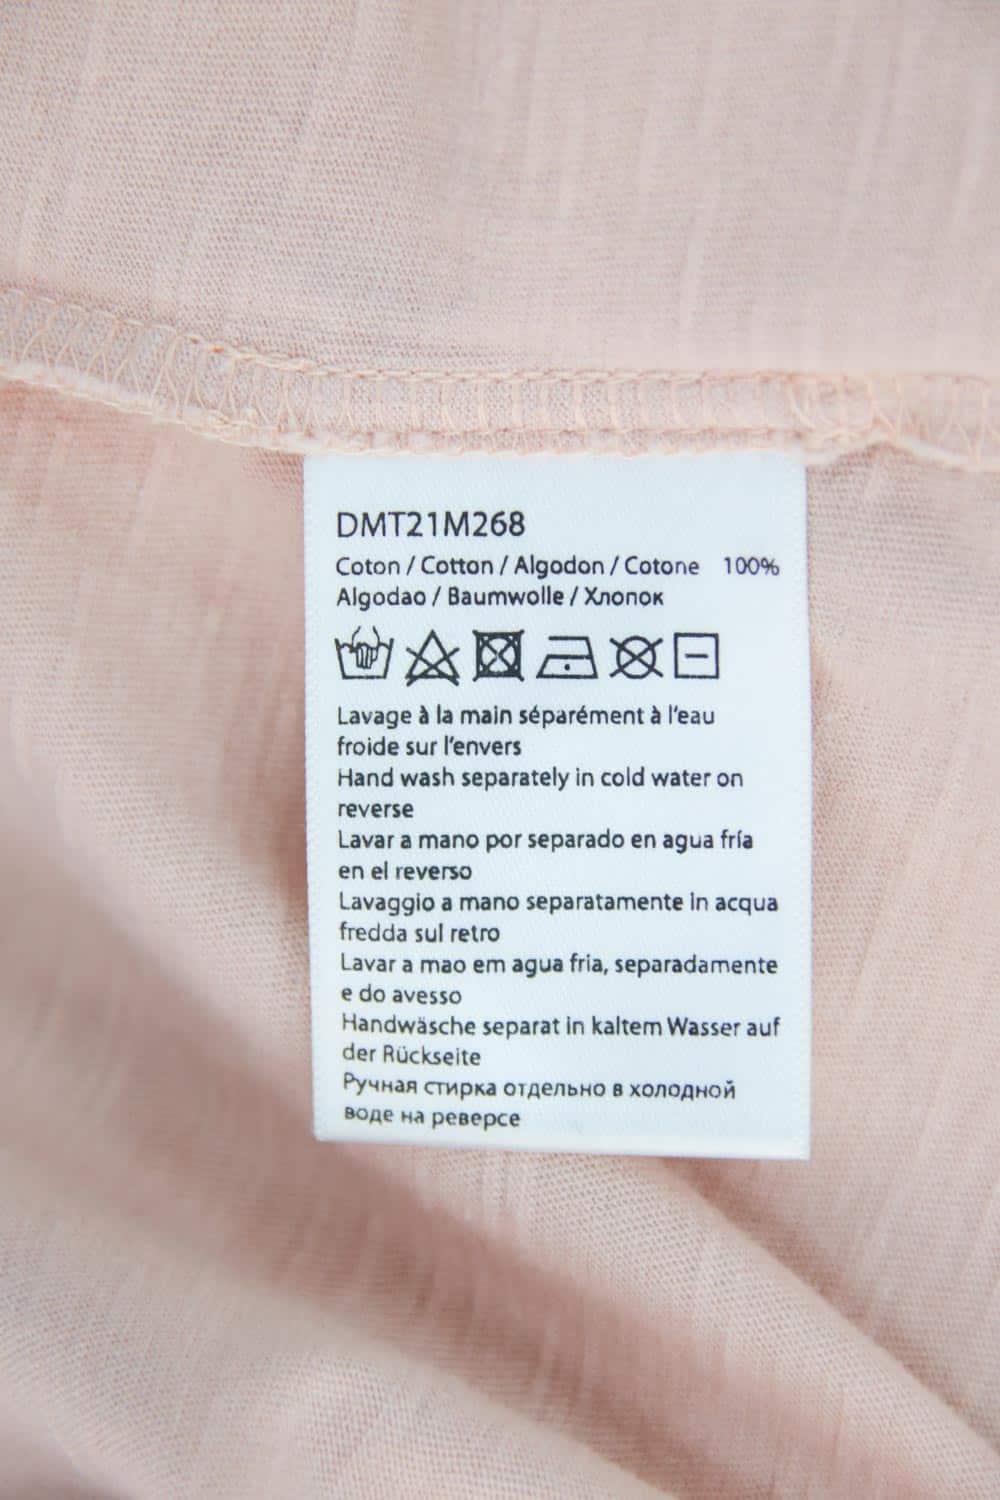 DMT21M268
Coton / Cotton / Algodon / Cotone 100%
Algodao / Baumwolle / Хлопок
Lavage à la main séparément à l'eau
froide sur l'envers
Hand wash separately in cold water on
reverse
Lavar a mano por separado en agua fría
en el reverso
Lavaggio a mano separatamente in acqua
fredda sul retro
Lavar a mao em agua fria, separadamente
e do avesso
Handwäsche separat in kaltem Wasser auf
der Rückseite
Ручная стирка отдельно в холодной
воде на реверсе